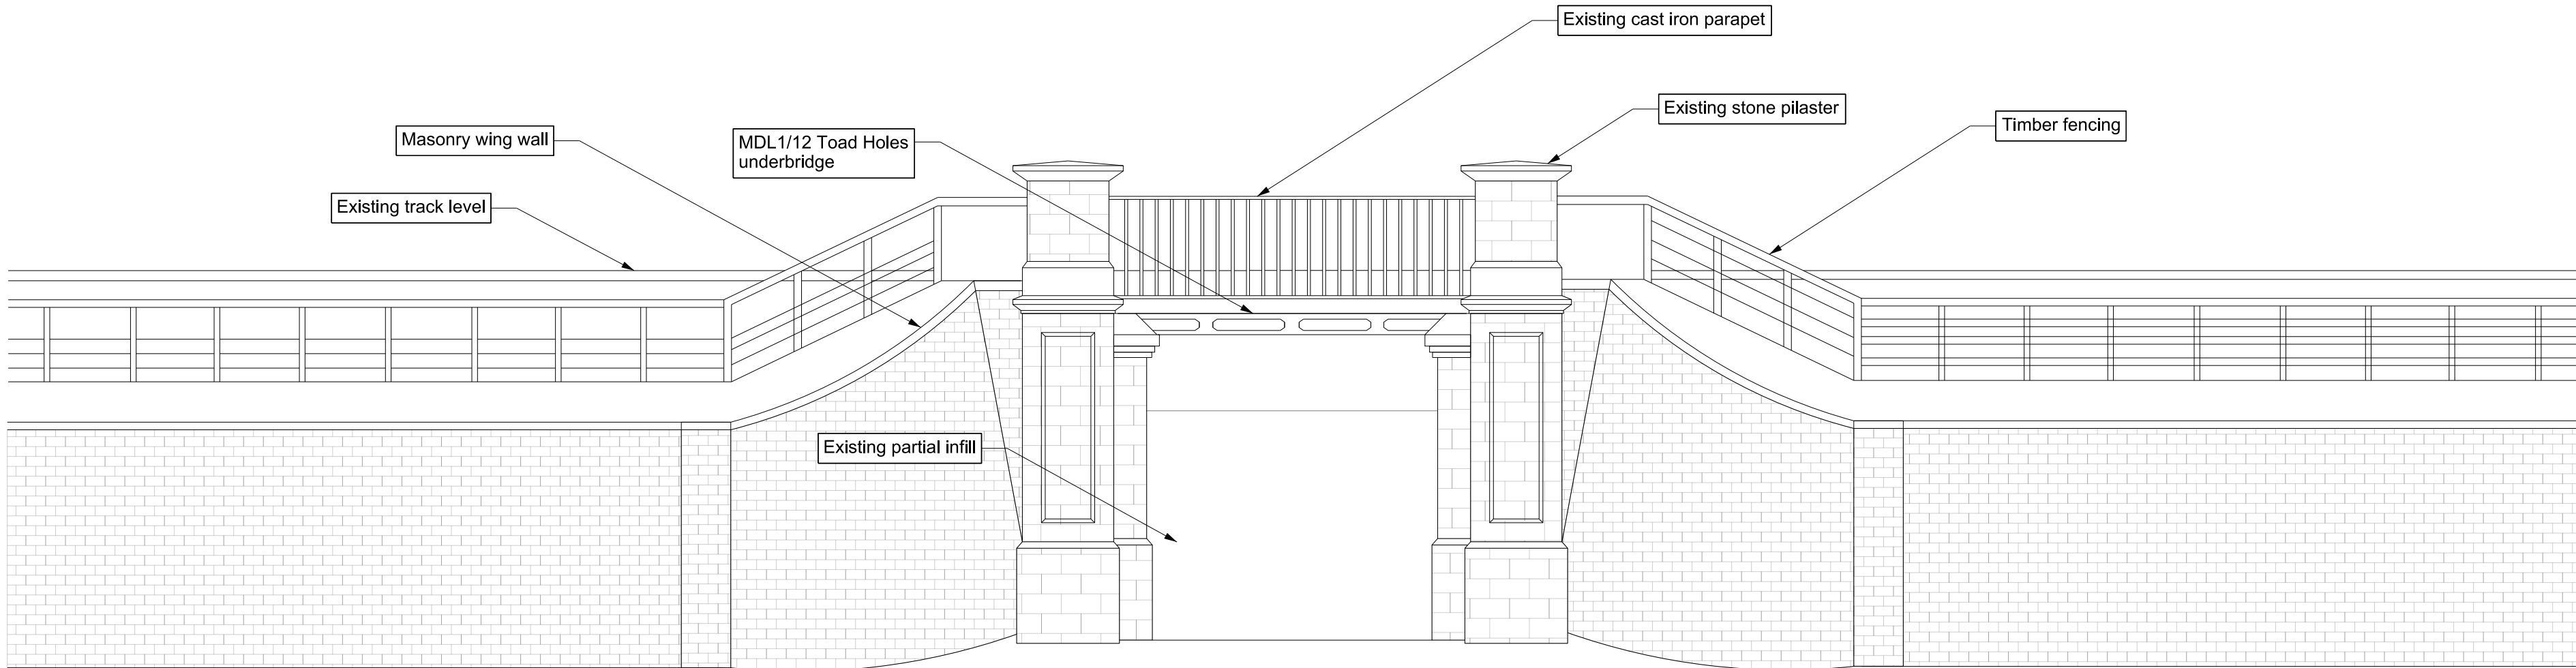 Existing cast iron parapet
Existing stone pilaster
Timber fencing
Masonry wing wall
MDL1/12 Toad Holes
underbridge
Existing track level
Existing partial infill